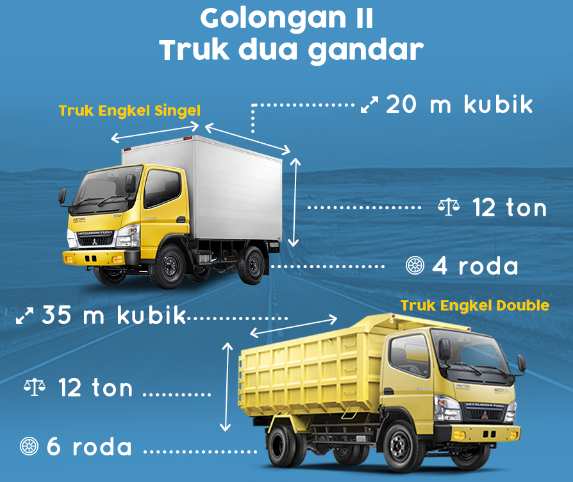 Golongan II
Truk dua gandar
Truk Engkel Singel
20 m kubik
12 ton
4 roda
Truk Engkel Double
35 m kubik
12 ton
6 roda